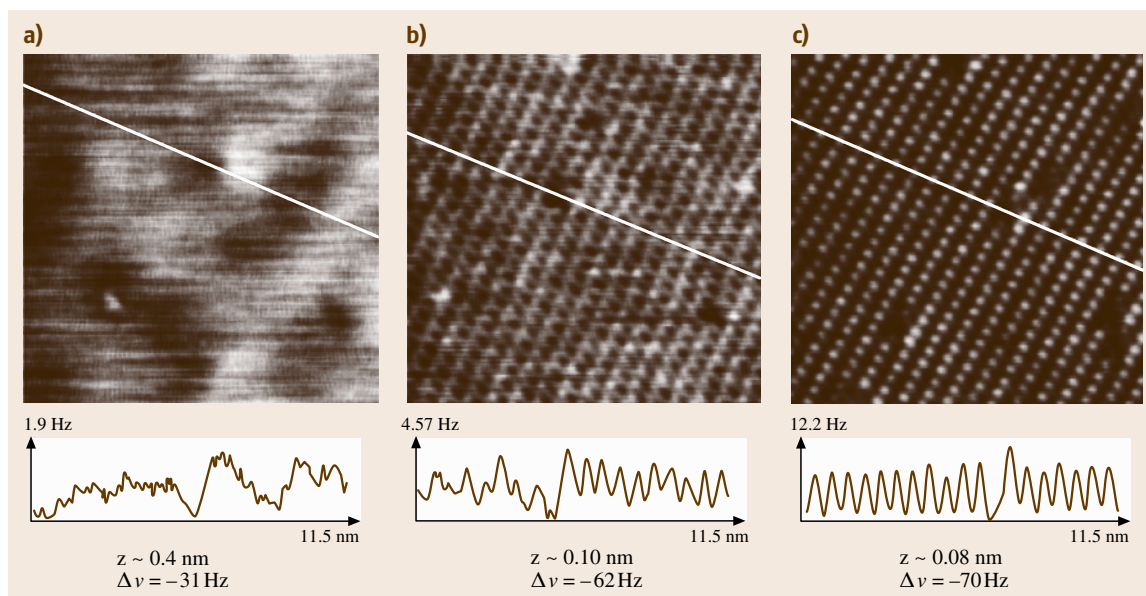 a)
b)
c)
1.9 Hz
4.57 Hz
12.2 Hz
11.5 nm
11.5 nm
11.5 nm
z ~ 0.4 nm
Δν = –31 Hz
z ~ 0.10 nm
Δν = –62 Hz
z ~ 0.08 nm
Δν = –70 Hz